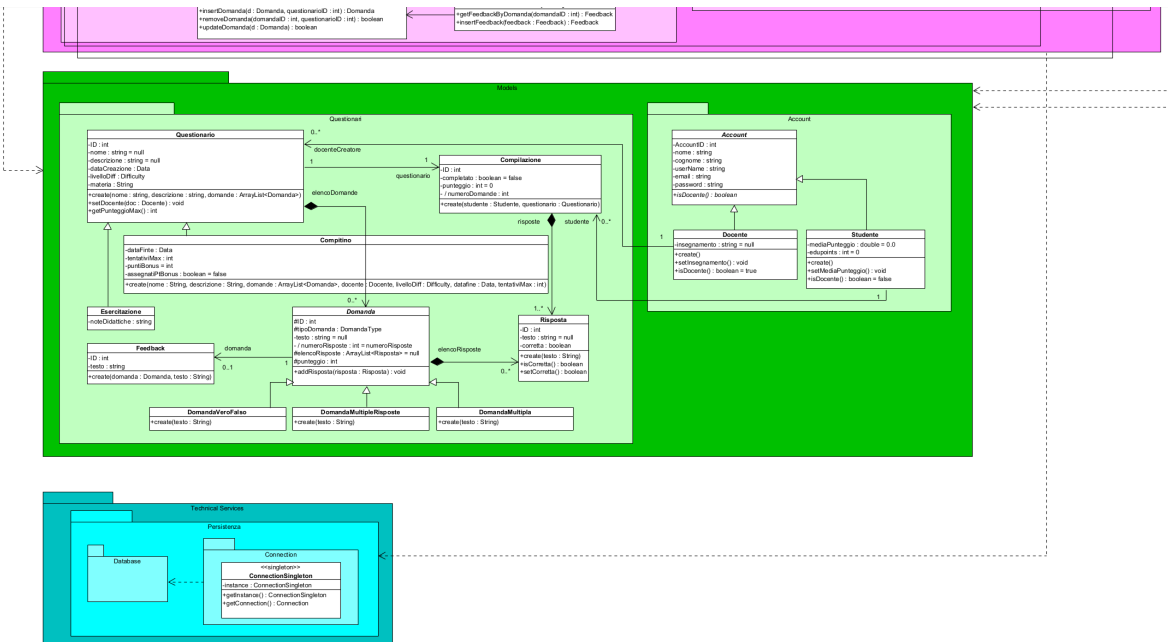 +insertDomanda(d : Domanda, questionarioID : int) : Domanda
+removeDomanda(domandaID : int, questionarioID : int) : boolean
+updateDomanda(d : Domanda) : boolean
+getFeedbackByDomanda(domandaID : int) : Feedback
+insertFeedback(feedback : Feedback) : Feedback
Models
Questionari
Questionario
-ID : int
-nome : string = null
-descrizione : string = null
-dataCreazione : Data
-livelloDiff : Difficulty
-materia : String
+create(nome : string, descrizione : string, domande : ArrayList<Domanda>)
+setDocente(doc : Docente) : void
+getPunteggioMax() : int
0..*
docenteCreatore
1
1
questionario
elencoDomande
Compilazione
-ID : int
-completato : boolean = false
-punteggio : int = 0
- / numeroDomande : int
+create(studente : Studente, questionario : Questionario)
risposte
studente
0..*
Compitino
-dataFinte : Data
-tentativiMax : int
-puntiBonus = int
-assegnatiPtBonus : boolean = false
+create(nome : String, descrizione : String, domande : ArrayList<Domanda>, docente : Docente, livelloDiff : Difficulty, datafine : Data, tentativiMax : int)
0..*
1..*
Esercitazione
-noteDidattiche : string
Domanda
#ID : int
#tipoDomanda : DomandaType
-testo : string = null
- / numeroRisposte : int = numeroRisposte
#elencoRisposte : ArrayList<Risposta> = null
#punteggio : int
+addRisposta(risposta : Risposta) : void
Risposta
-ID : int
-testo : string = null
-corretta : boolean
+create(testo : String)
+isCorretta() : boolean
+setCorretta() : boolean
Feedback
-ID : int
-testo : string
+create(domanda : Domanda, testo : String)
domanda
0..1
1
elencoRisposte
0..*
DomandaVeroFalso
+create(testo : String)
DomandaMultipleRisposte
+create(testo : String)
DomandaMultipla
+create(testo : String)
Account
Account
-AccountID : int
-nome : string
-cognome : string
-userName : string
-email : string
-password : string
+isDocente() : boolean
1
Docente
-insegnamento : string = null
+create()
+setInsegnamento() : void
+isDocente() : boolean = true
Studente
-mediaPunteggio : double = 0.0
-edupoints : int = 0
+create()
+setMediaPunteggio() : void
+isDocente() : boolean = false
1
Technical Services
Persistenza
Database
Connection
<<singleton>>
ConnectionSingleton
-instance : ConnectionSingleton
+getInstance() : ConnectionSingleton
+getConnection() : Connection